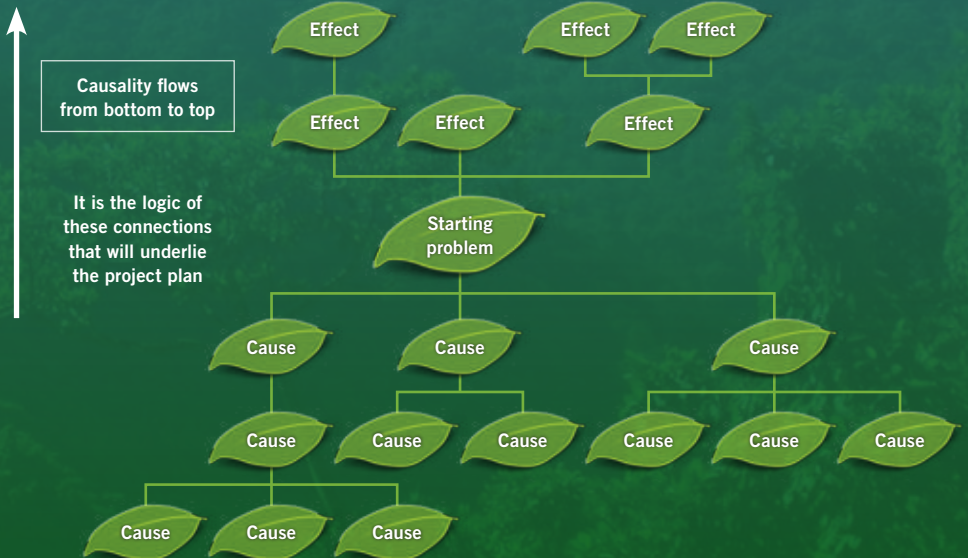 Effect
Effect
Effect
Causality flows
from bottom to top
Effect
Effect
Effect
It is the logic of
these connections
that will underlie
the project plan
Starting
problem
Cause
Cause
Cause
Cause
Cause
Cause
Cause
Cause
Cause
Cause
Cause
Cause